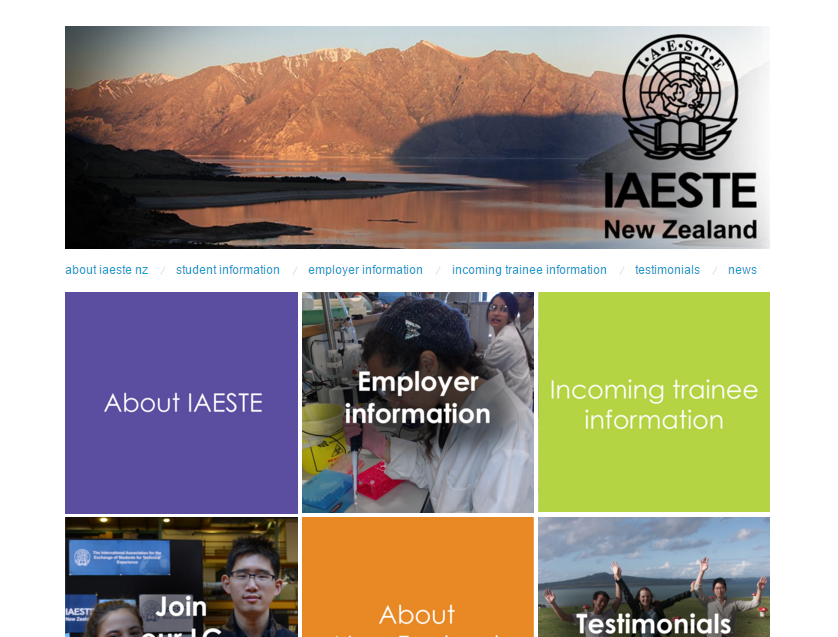 I·A·E·S·T·E
IAESTE
New Zealand
about iaeste nz / student information / employer information / incoming trainee information / testimonials / news
About IAESTE
Employer
information
Incoming trainee
information
The International Association for the
Exchange of Students for Technical
Experience
IAESTE
Join
our LC
About
New Zealand
Testimonials